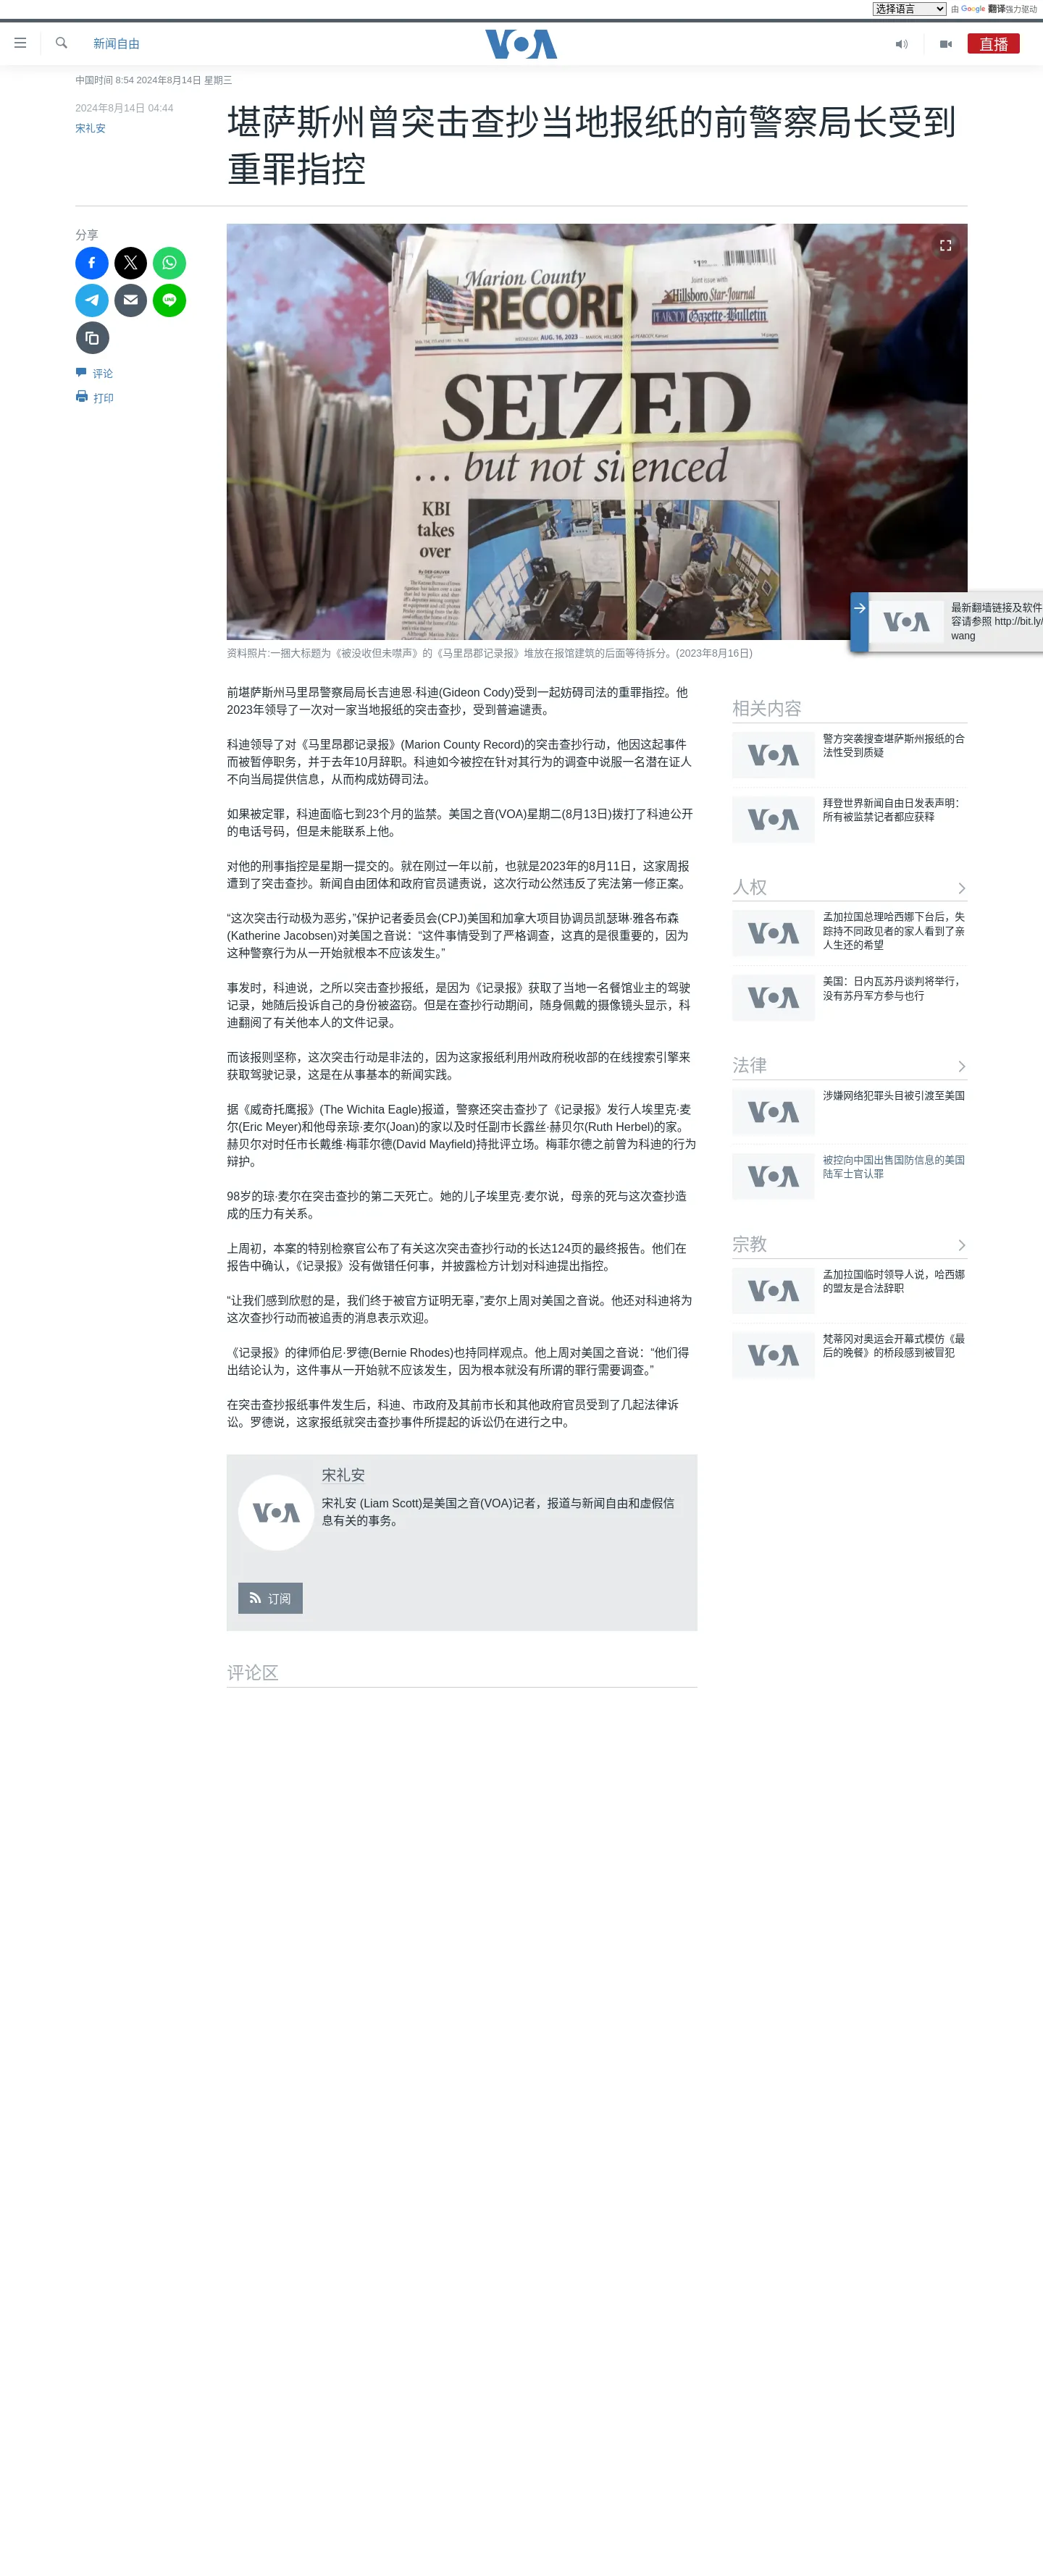 选择语言 由 Google 翻译强力驱动
新闻自由
VOA
直播
中国时间 8:54 2024年8月14日 星期三
2024年8月14日 04:44
宋礼安
堪萨斯州曾突击查抄当地报纸的前警察局长受到
重罪指控
分享
评论
打印
Marion County
RECORD
Joint issue with
Hillsboro Star-Journal
PEABODY Gazette-Bulletin
WEDNESDAY, AUG. 16, 2023
SEIZED
... but not silenced
KBI
takes
over
资料照片:一捆大标题为《被没收但未噤声》的《马里昂郡记录报》堆放在报馆建筑的后面等待拆分。(2023年8月16日)
VOA
最新翻墙链接及软件
容请参照 http://bit.ly/
wang
前堪萨斯州马里昂警察局局长吉迪恩·科迪(Gideon Cody)受到一起妨碍司法的重罪指控。他
2023年领导了一次对一家当地报纸的突击查抄，受到普遍谴责。
科迪领导了对《马里昂郡记录报》(Marion County Record)的突击查抄行动，他因这起事件
而被暂停职务，并于去年10月辞职。科迪如今被控在针对其行为的调查中说服一名潜在证人
不向当局提供信息，从而构成妨碍司法。
如果被定罪，科迪面临七到23个月的监禁。美国之音(VOA)星期二(8月13日)拨打了科迪公开
的电话号码，但是未能联系上他。
对他的刑事指控是星期一提交的。就在刚过一年以前，也就是2023年的8月11日，这家周报
遭到了突击查抄。新闻自由团体和政府官员谴责说，这次行动公然违反了宪法第一修正案。
“这次突击行动极为恶劣，”保护记者委员会(CPJ)美国和加拿大项目协调员凯瑟琳·雅各布森
(Katherine Jacobsen)对美国之音说：“这件事情受到了严格调查，这真的是很重要的，因为
这种警察行为从一开始就根本不应该发生。”
事发时，科迪说，之所以突击查抄报纸，是因为《记录报》获取了当地一名餐馆业主的驾驶
记录，她随后投诉自己的身份被盗窃。但是在查抄行动期间，随身佩戴的摄像镜头显示，科
迪翻阅了有关他本人的文件记录。
而该报则坚称，这次突击行动是非法的，因为这家报纸利用州政府税收部的在线搜索引擎来
获取驾驶记录，这是在从事基本的新闻实践。
据《威奇托鹰报》(The Wichita Eagle)报道，警察还突击查抄了《记录报》发行人埃里克·麦
尔(Eric Meyer)和他母亲琼·麦尔(Joan)的家以及时任副市长露丝·赫贝尔(Ruth Herbel)的家。
赫贝尔对时任市长戴维·梅菲尔德(David Mayfield)持批评立场。梅菲尔德之前曾为科迪的行为
辩护。
98岁的琼·麦尔在突击查抄的第二天死亡。她的儿子埃里克·麦尔说，母亲的死与这次查抄造
成的压力有关系。
上周初，本案的特别检察官公布了有关这次突击查抄行动的长达124页的最终报告。他们在
报告中确认，《记录报》没有做错任何事，并披露检方计划对科迪提出指控。
“让我们感到欣慰的是，我们终于被官方证明无辜，”麦尔上周对美国之音说。他还对科迪将为
这次查抄行动而被追责的消息表示欢迎。
《记录报》的律师伯尼·罗德(Bernie Rhodes)也持同样观点。他上周对美国之音说：“他们得
出结论认为，这件事从一开始就不应该发生，因为根本就没有所谓的罪行需要调查。”
在突击查抄报纸事件发生后，科迪、市政府及其前市长和其他政府官员受到了几起法律诉
讼。罗德说，这家报纸就突击查抄事件所提起的诉讼仍在进行之中。
VOA
宋礼安
宋礼安 (Liam Scott)是美国之音(VOA)记者，报道与新闻自由和虚假信
息有关的事务。
订阅
评论区
相关内容
VOA
警方突袭搜查堪萨斯州报纸的合
法性受到质疑
VOA
拜登世界新闻自由日发表声明：
所有被监禁记者都应获释
人权
VOA
孟加拉国总理哈西娜下台后，失
踪持不同政见者的家人看到了亲
人生还的希望
VOA
美国：日内瓦苏丹谈判将举行，
没有苏丹军方参与也行
法律
VOA
涉嫌网络犯罪头目被引渡至美国
VOA
被控向中国出售国防信息的美国
陆军士官认罪
宗教
VOA
孟加拉国临时领导人说，哈西娜
的盟友是合法辞职
VOA
梵蒂冈对奥运会开幕式模仿《最
后的晚餐》的桥段感到被冒犯